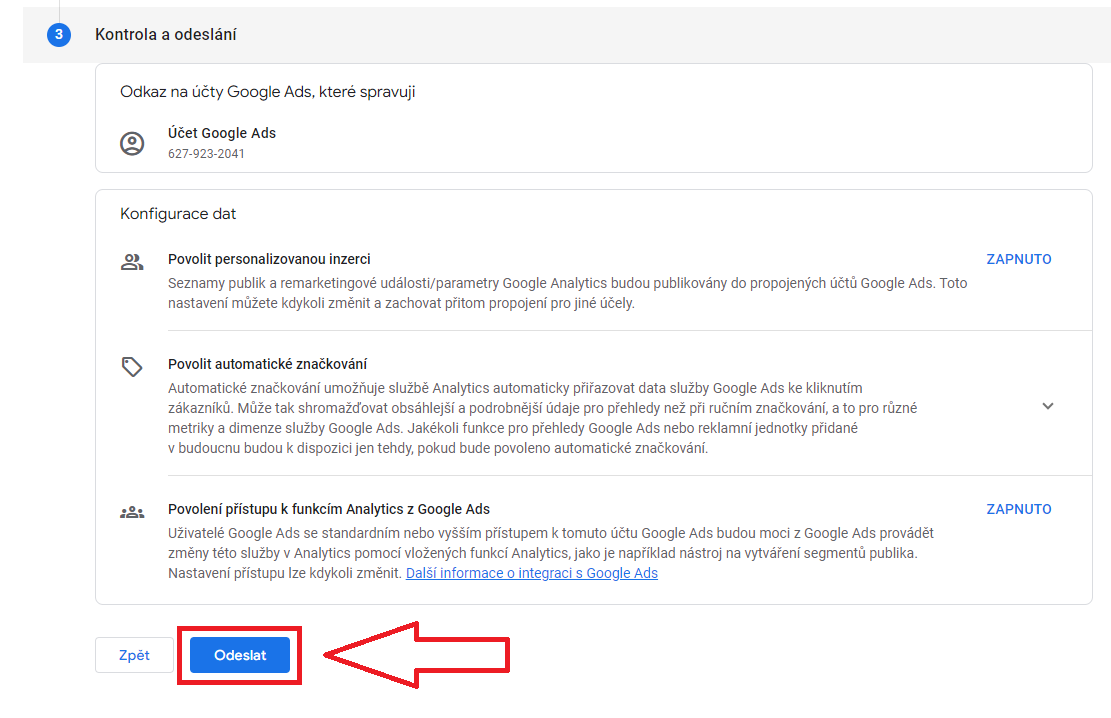 3
Kontrola a odeslání
Odkaz na účty Google Ads, které spravuji
Účet Google Ads
627-923-2041
Konfigurace dat
Povolit personalizovanou inzerci
ZAPNUTO
Seznamy publik a remarketingové události/parametry Google Analytics budou publikovány do propojených účtů Google Ads. Toto
nastavení můžete kdykoli změnit a zachovat přitom propojení pro jiné účely.
Povolit automatické značkování
Automatické značkování umožňuje službě Analytics automaticky přiřazovat data služby Google Ads ke kliknutím
zákazníků. Může tak shromažďovat obsáhlejší a podrobnější údaje pro přehledy než při ručním značkování, a to pro různé
metriky a dimenze služby Google Ads. Jakékoli funkce pro přehledy Google Ads nebo reklamní jednotky přidané
v budoucnu budou k dispozici jen tehdy, pokud bude povoleno automatické značkování.
Povolení přístupu k funkcím Analytics z Google Ads
ZAPNUTO
Uživatelé Google Ads se standardním nebo vyšším přístupem k tomuto účtu Google Ads budou moci z Google Ads provádět
změny této služby v Analytics pomocí vložených funkcí Analytics, jako je například nástroj na vytváření segmentů publika.
Nastavení přístupu lze kdykoli změnit. Další informace o integraci s Google Ads
Zpět
Odeslat